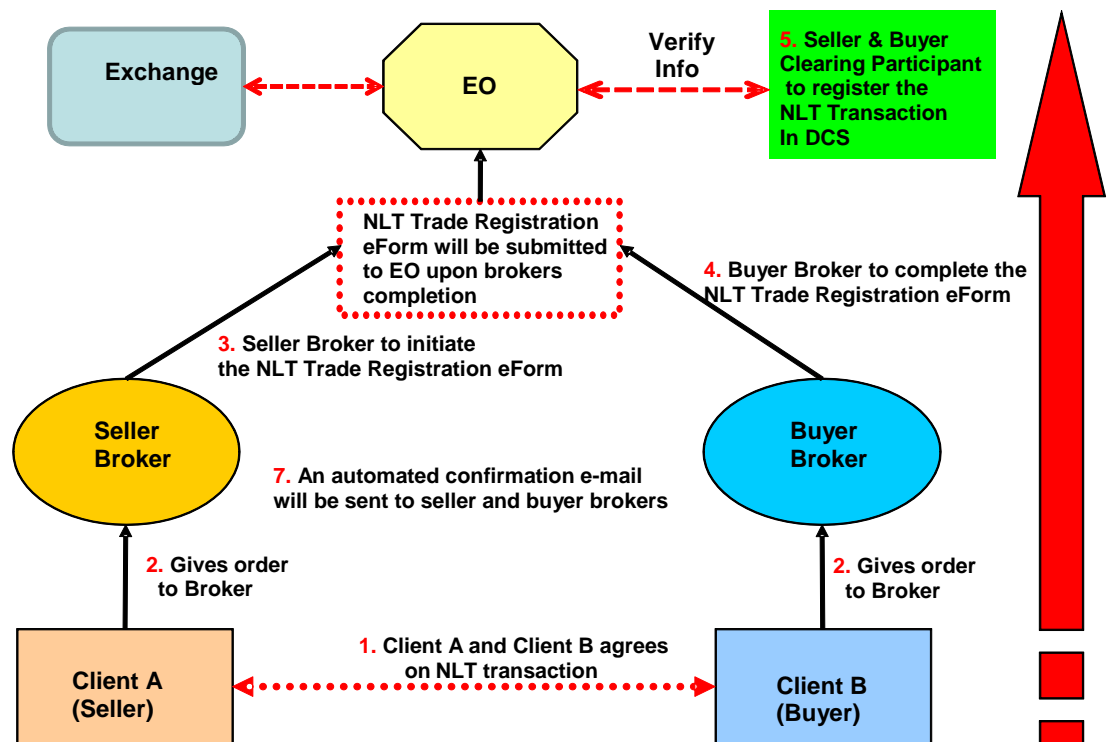 Exchange
EO
Verify
Info
5. Seller & Buyer
Clearing Participant
to register the
NLT Transaction
In DCS
NLT Trade Registration
eForm will be submitted
to EO upon brokers
completion
4. Buyer Broker to complete the
NLT Trade Registration eForm
3. Seller Broker to initiate
the NLT Trade Registration eForm
Seller
Broker
Buyer
Broker
7. An automated confirmation e-mail
will be sent to seller and buyer brokers
2. Gives order
to Broker
2. Gives order
to Broker
1. Client A and Client B agrees
on NLT transaction
Client A
(Seller)
Client B
(Buyer)